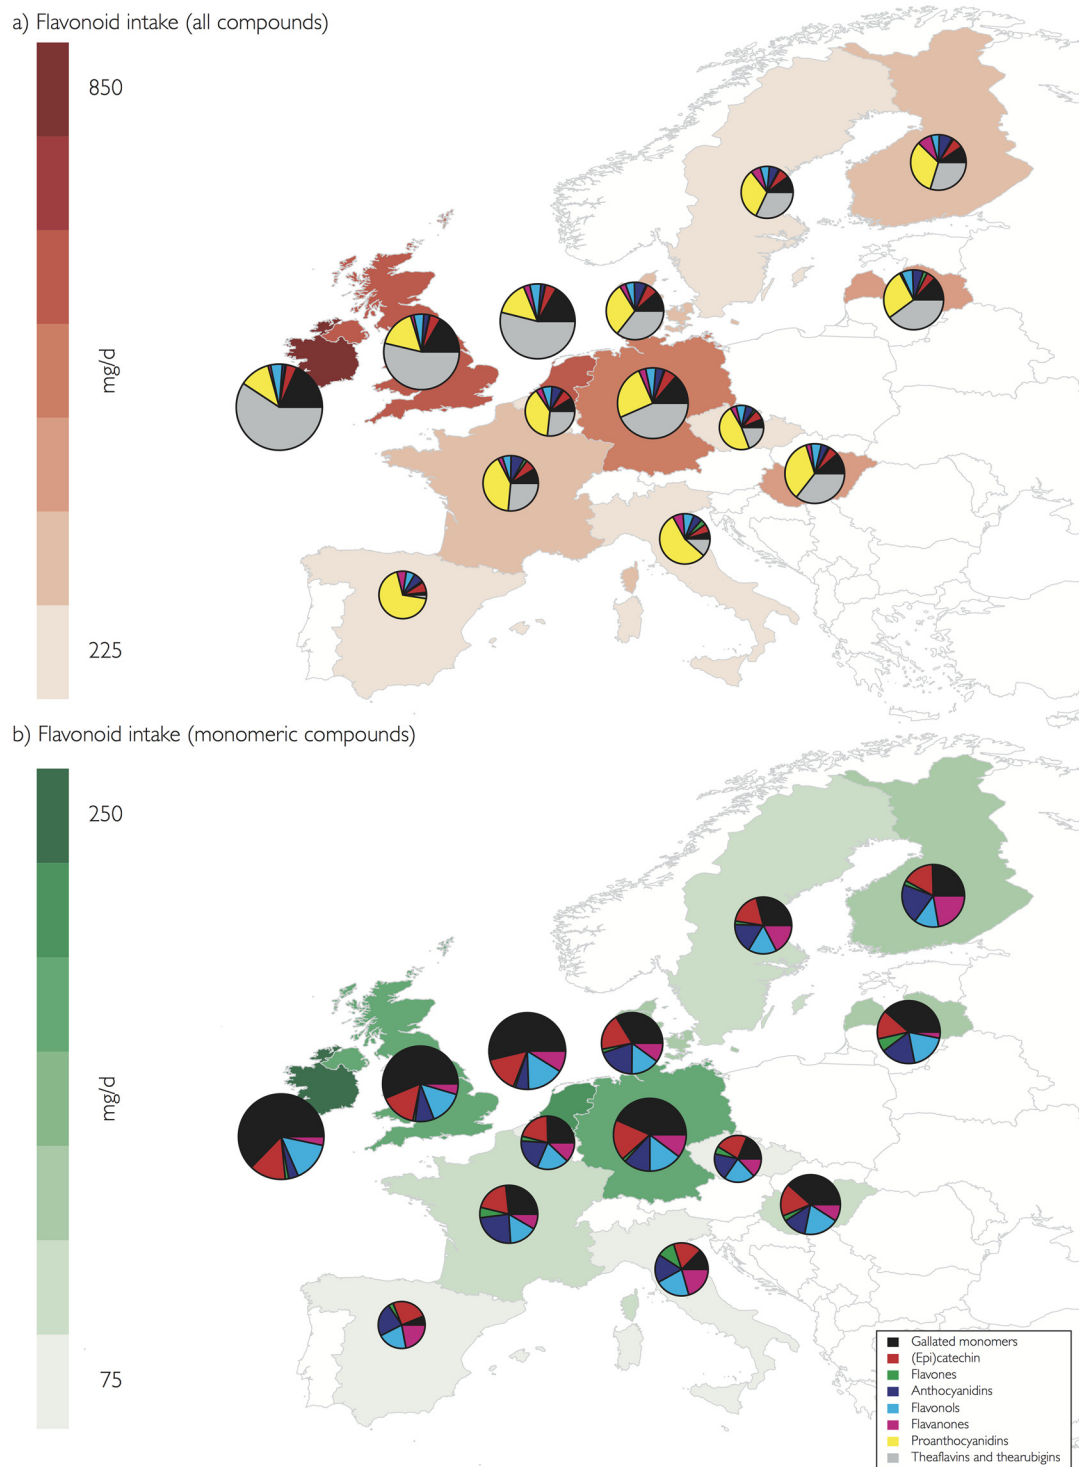 a) Flavonoid intake (all compounds)
850
mg/d
225
b) Flavonoid intake (monomeric compounds)
250
mg/d
75
Gallated monomers
(Epi)catechin
Flavones
Anthocyanidins
Flavonols
Flavanones
Proanthocyanidins
Theaflavins and thearubigins